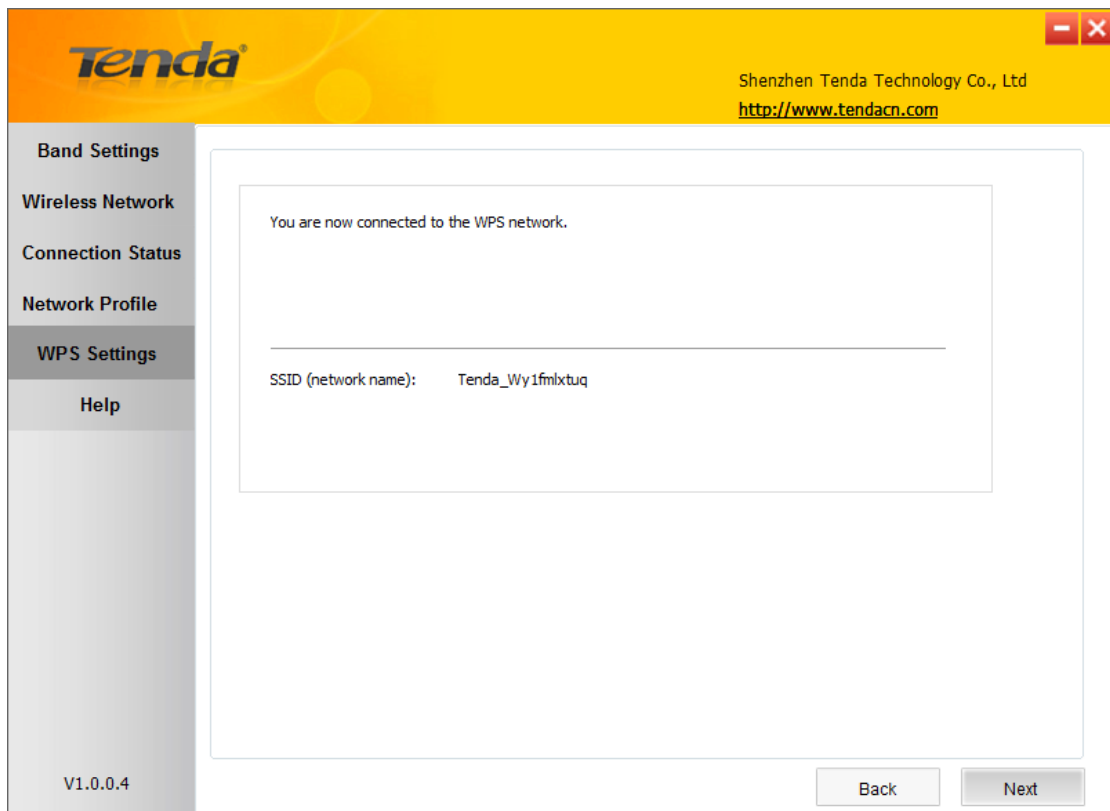 Tenda®
Shenzhen Tenda Technology Co., Ltd
http://www.tendacn.com
Band Settings
Wireless Network
Connection Status
Network Profile
WPS Settings
Help
You are now connected to the WPS network.
SSID (network name): Tenda_Wy1fmlxtuq
V1.0.0.4
Back
Next